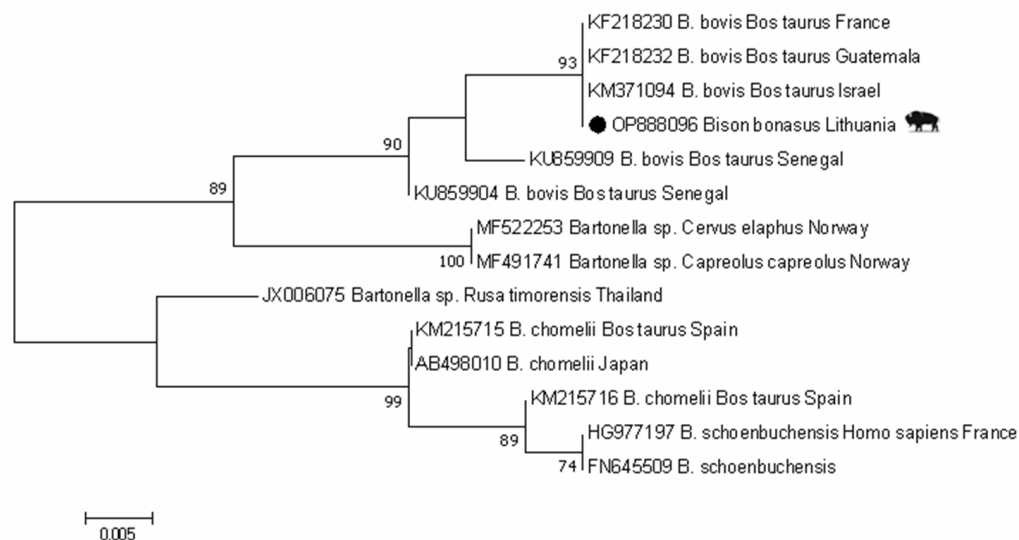 KF218230 B. bovis Bos taurus France
KF218232 B. bovis Bos taurus Guatemala
93
KM371094 B. bovis Bos taurus Israel
OP888096 Bison bonasus Lithuania
90
KU859909 B. bovis Bos taurus Senegal
89
KU859904 B. bovis Bos taurus Senegal
MF522253 Bartonella sp. Cervus elaphus Norway
100
MF491741 Bartonella sp. Capreolus capreolus Norway
JX006075 Bartonella sp. Rusa timorensis Thailand
KM215715 B. chomelii Bos taurus Spain
AB498010 B. chomelii Japan
99
KM215716 B. chomelii Bos taurus Spain
89
HG977197 B. schoenbuchensis Homo sapiens France
74
FN645509 B. schoenbuchensis
0.005